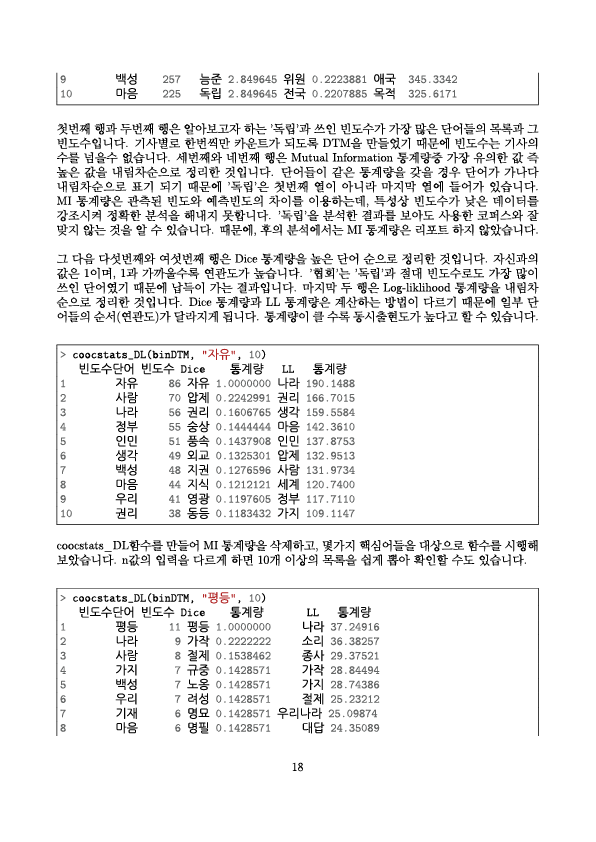 9 백성 257 능준 2.849645 위원 0.2223881 애국 345.3342
10 마음 225 독립 2.849645 전국 0.2207885 목적 325.6171
첫번째 행과 두번째 행은 알아보고자 하는 '독립'과 쓰인 빈도수가 가장 많은 단어들의 목록과 그
빈도수입니다. 기사별로 한번씩만 카운트가 되도록 DTM을 만들었기 때문에 빈도수는 기사의
수를 넘을수 없습니다. 세번째와 네번째 행은 Mutual Information 통계량중 가장 유의한 값 즉
높은 값을 내림차순으로 정리한 것입니다. 단어들이 같은 통계량을 갖을 경우 단어가 가나다
내림차순으로 표기 되기 때문에 '독립'은 첫번째 열이 아니라 마지막 열에 들어가 있습니다.
MI 통계량은 관측된 빈도와 예측빈도의 차이를 이용하는데, 특성상 빈도수가 낮은 데이터를
강조시켜 정확한 분석을 해내지 못합니다. '독립'을 분석한 결과를 보아도 사용한 코퍼스와 잘
맞지 않는 것을 알 수 있습니다. 때문에, 후의 분석에서는 MI 통계량은 리포트 하지 않았습니다.
그 다음 다섯번째와 여섯번째 행은 Dice 통계량을 높은 단어 순으로 정리한 것입니다. 자신과의
값은 1이며, 1과 가까울수록 연관도가 높습니다. '협회'는 '독립'과 절대 빈도수로도 가장 많이
쓰인 단어였기 때문에 납득이 가는 결과입니다. 마지막 두 행은 Log-liklihood 통계량을 내림차
순으로 정리한 것입니다. Dice 통계량과 LL 통계량은 계산하는 방법이 다르기 때문에 일부 단
어들의 순서(연관도)가 달라지게 됩니다. 통계량이 클 수록 동시출현도가 높다고 할 수 있습니다.
> coocstats_DL(binDTM, "자유", 10)
빈도수단어 빈도수 Dice 통계량 LL 통계량
1 자유 86 자유 1.0000000 나라 190.1488
2 사람 70 압제 0.2242991 권리 166.7015
3 나라 56 권리 0.1606765 생각 159.5584
4 정부 55 숭상 0.1444444 마음 142.3610
5 인민 51 풍속 0.1437908 인민 137.8753
6 생각 49 외교 0.1325301 압제 132.9513
7 백성 48 지권 0.1276596 사람 131.9734
8 마음 44 지식 0.1212121 세계 120.7400
9 우리 41 영광 0.1197605 정부 117.7110
10 권리 38 동등 0.1183432 가지 109.1147
coocstats_DL함수를 만들어 MI 통계량을 삭제하고, 몇가지 핵심어들을 대상으로 함수를 시행해
보았습니다. n값의 입력을 다르게 하면 10개 이상의 목록을 쉽게 뽑아 확인할 수도 있습니다.
> coocstats_DL(binDTM, "평등", 10)
빈도수단어 빈도수 Dice 통계량 LL 통계량
1 평등 11 평등 1.0000000 나라 37.24916
2 나라 9 가작 0.2222222 소리 36.38257
3 사람 8 절제 0.1538462 종사 29.37521
4 가지 7 규중 0.1428571 가작 28.84494
5 백성 7 노옹 0.1428571 가지 28.74386
6 우리 7 려성 0.1428571 절제 25.23212
7 기재 6 명묘 0.1428571 우리나라 25.09874
8 마음 6 명필 0.1428571 대답 24.35089
18